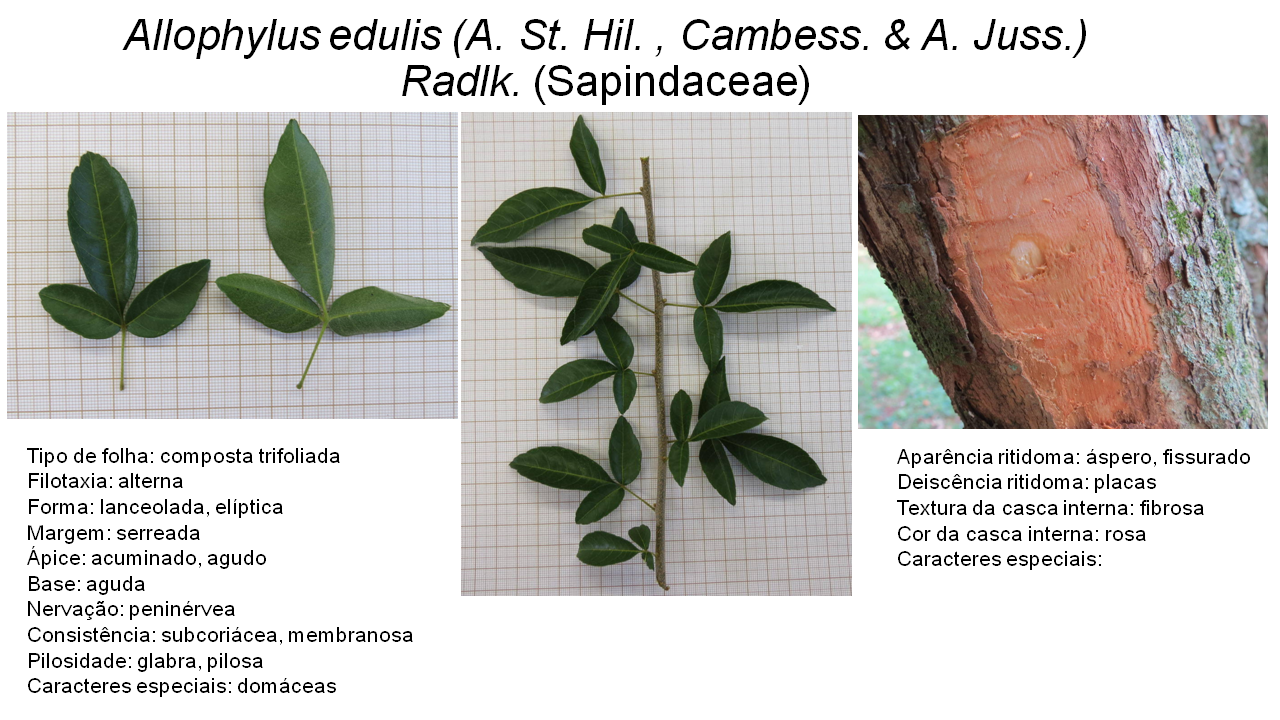 Allophylus edulis (A. St. Hil. , Cambess. & A. Juss.)
Radlk. (Sapindaceae)
Tipo de folha: composta trifoliada
Filotaxia: alterna
Forma: lanceolada, elíptica
Margem: serreada
Ápice: acuminado, agudo
Base: aguda
Nervação: peninérvea
Consistência: subcoriácea, membranosa
Pilosidade: glabra, pilosa
Caracteres especiais: domáceas
Aparência ritidoma: áspero, fissurado
Deiscência ritidoma: placas
Textura da casca interna: fibrosa
Cor da casca interna: rosa
Caracteres especiais: